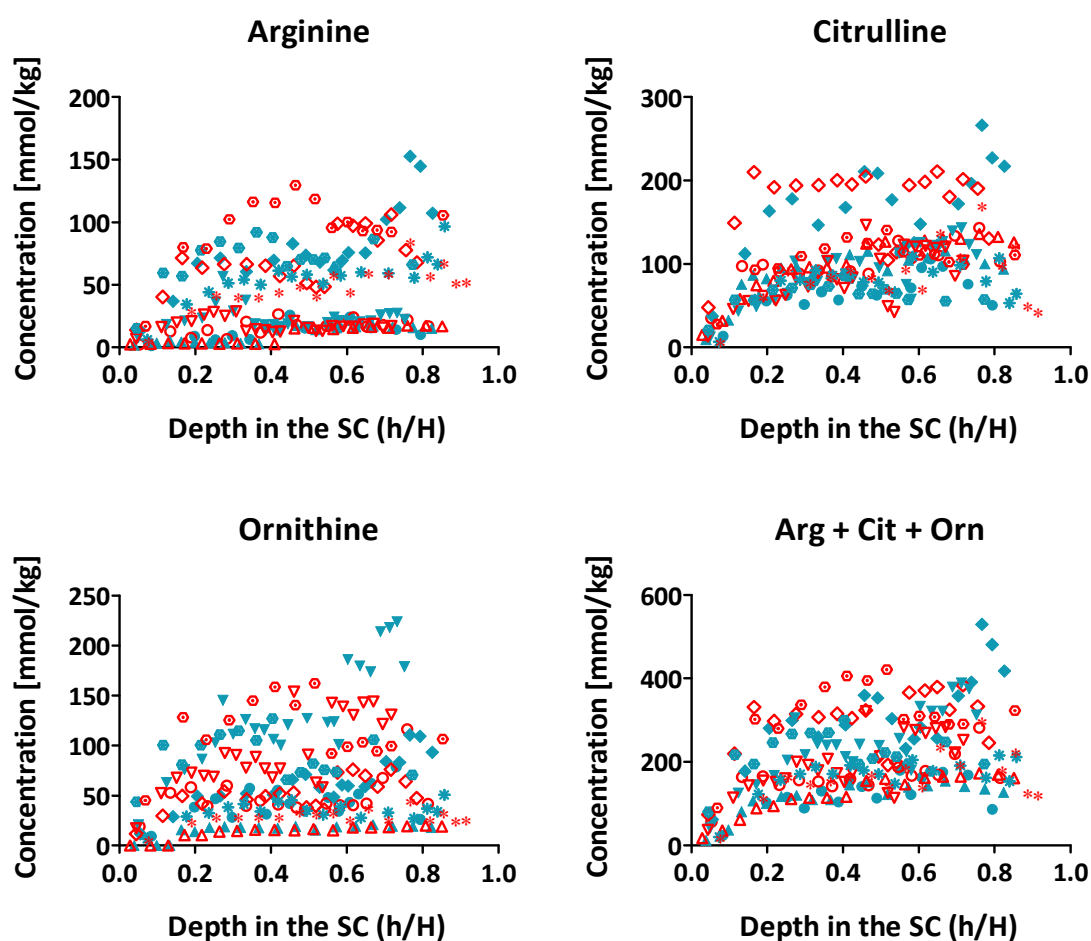 Arginine
Concentration [mmol/kg]
200
150
100
50
0
0.0 0.2 0.4 0.6 0.8 1.0
Depth in the SC (h/H)
Citrulline
Concentration [mmol/kg]
300
200
100
0
0.0 0.2 0.4 0.6 0.8 1.0
Depth in the SC (h/H)
Ornithine
Concentration [mmol/kg]
250
200
150
100
50
0
0.0 0.2 0.4 0.6 0.8 1.0
Depth in the SC (h/H)
Arg + Cit + Orn
Concentration [mmol/kg]
600
400
200
0
0.0 0.2 0.4 0.6 0.8 1.0
Depth in the SC (h/H)